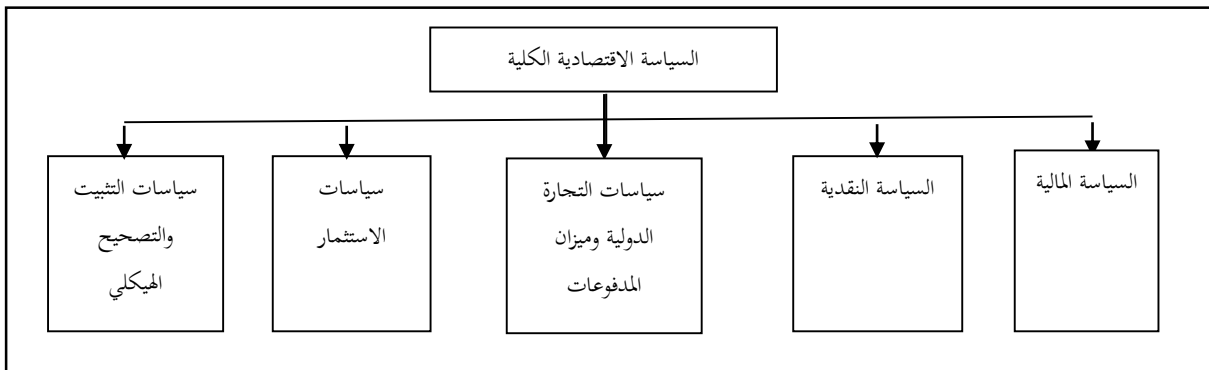 السياسة الاقتصادية الكلية
السياسة المالية
السياسة النقدية
سياسات التجارة
الدولية وميزان
المدفوعات
سياسات
الاستثمار
سياسات التثبيت
والتصحيح
الهيكلي